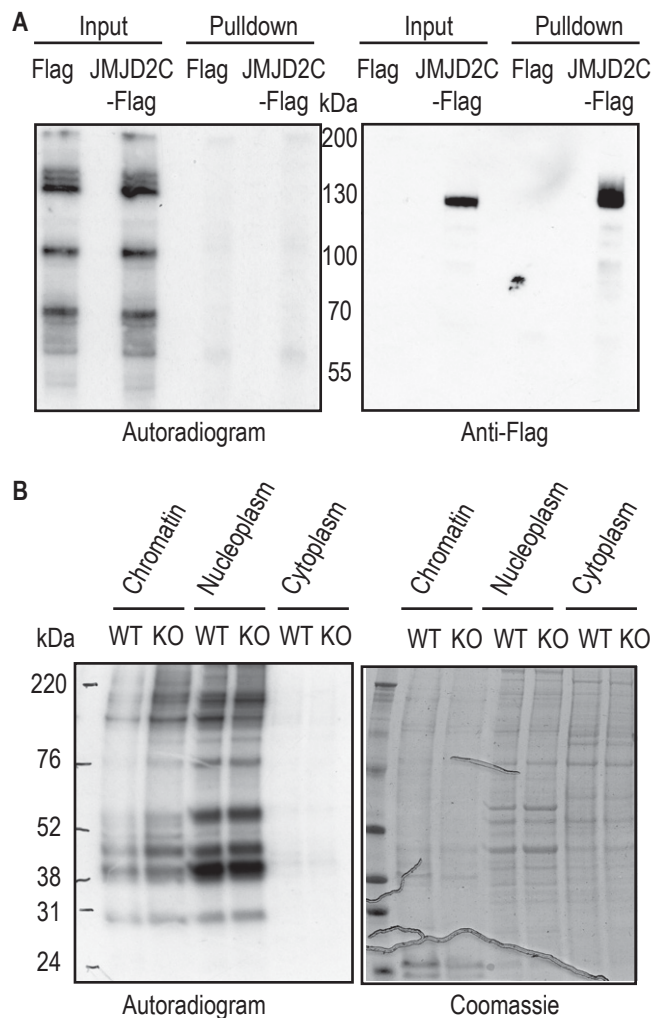 A
Input Pulldown Input Pulldown
Flag JMJD2C Flag JMJD2C Flag JMJD2C Flag JMJD2C
-Flag -Flag kDa -Flag -Flag
200
130
100
70
55
Autoradiogram Anti-Flag
B
Chromatin Nucleoplasm Cytoplasm Chromatin Nucleoplasm Cytoplasm
kDa WT KO WT KO WT KO WT KO WT KO WT KO
220
76
52
38
31
24
Autoradiogram Coomassie